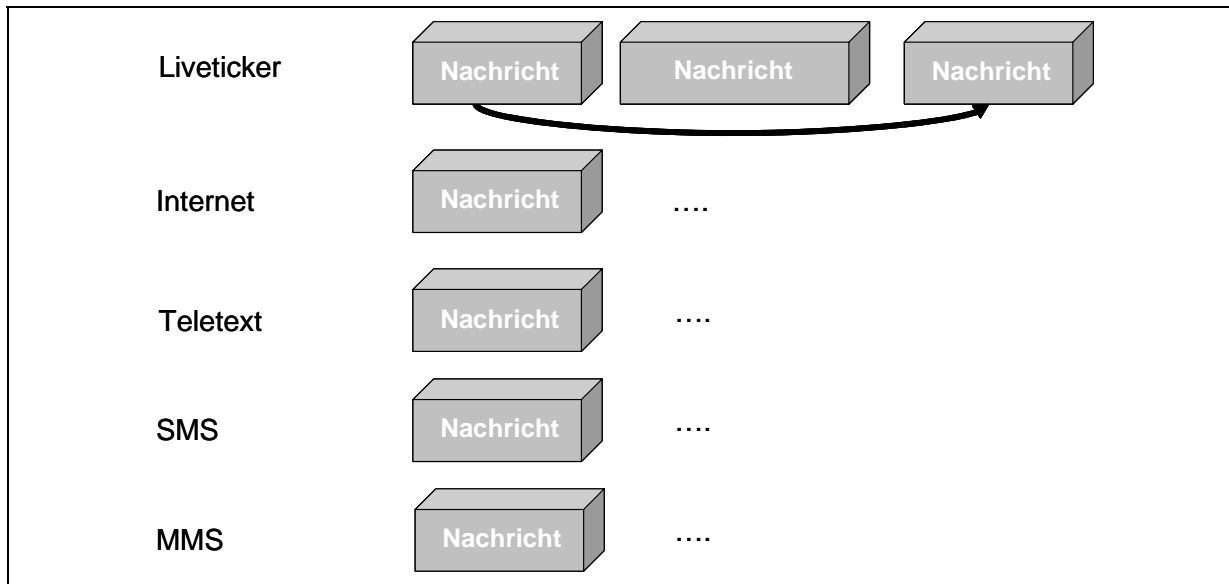 Liveticker Nachricht Nachricht Nachricht
Internet Nachricht ....
Teletext Nachricht ....
SMS Nachricht ....
MMS Nachricht ....